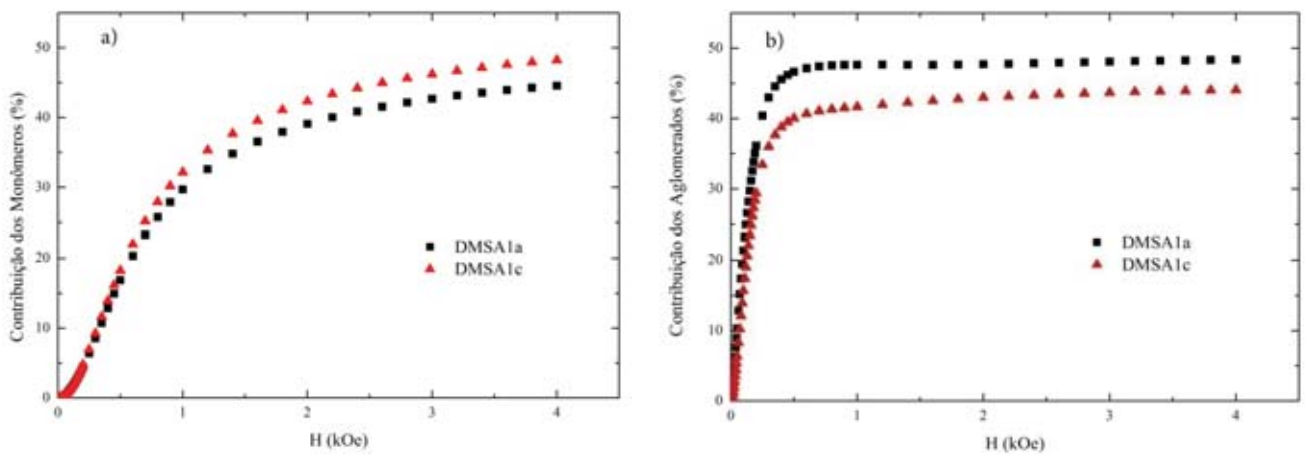 a)
Contribuição dos Monômeros (%)
50
40
30
20
10
0
DMSA1a
DMSA1c
0 1 2 3 4
H (kOe)
b)
Contribuição dos Aglomerados (%)
50
40
30
20
10
0
DMSA1a
DMSA1c
0 1 2 3 4
H (kOe)